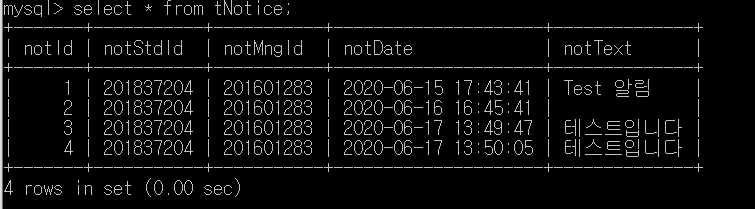 mysql> select * from tNotice;
+-------+-----------+-----------+---------------------+--------------+
| notId | notStdId | notMngId | notDate | notText |
+-------+-----------+-----------+---------------------+--------------+
| 1 | 201837204 | 201601283 | 2020-06-15 17:43:41 | Test 알림 |
| 2 | 201837204 | 201601283 | 2020-06-16 16:45:41 | |
| 3 | 201837204 | 201601283 | 2020-06-17 13:49:47 | 테스트입니다 |
| 4 | 201837204 | 201601283 | 2020-06-17 13:50:05 | 테스트입니다 |
+-------+-----------+-----------+---------------------+--------------+
4 rows in set (0.00 sec)